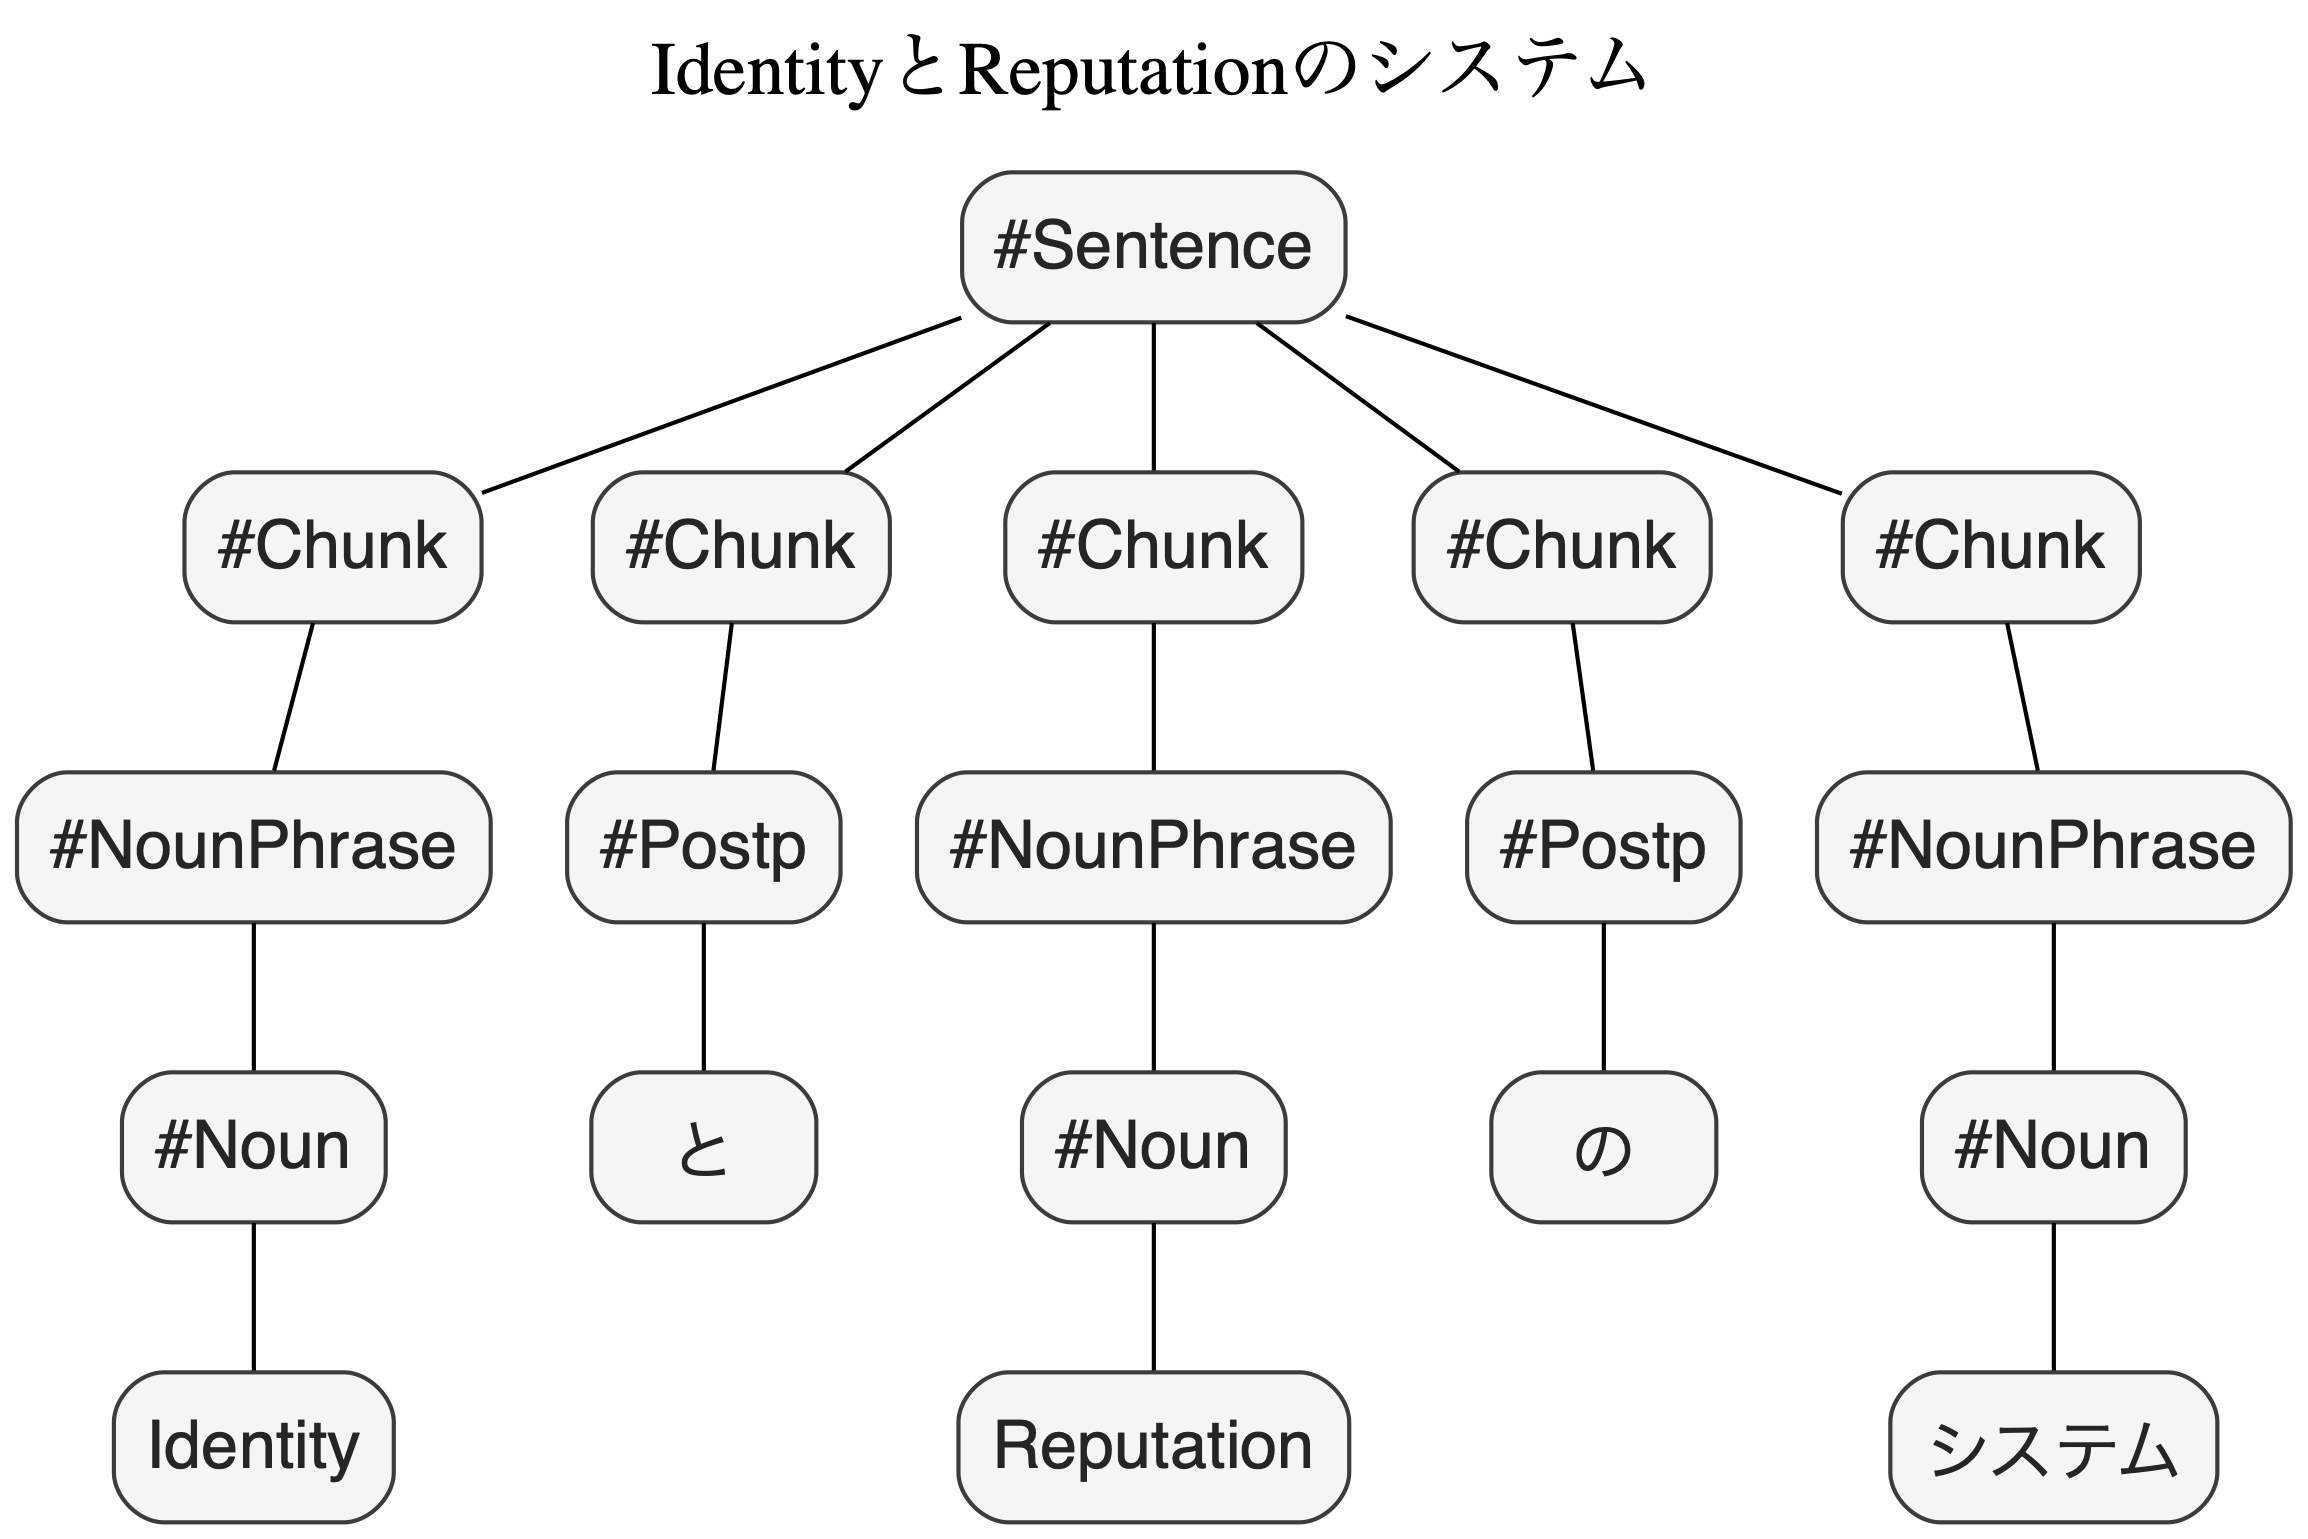 IdentityとReputationのシステム
#Sentence
#Chunk #Chunk #Chunk #Chunk #Chunk
#NounPhrase #Postp #NounPhrase #Postp #NounPhrase
#Noun と #Noun の #Noun
Identity Reputation システム